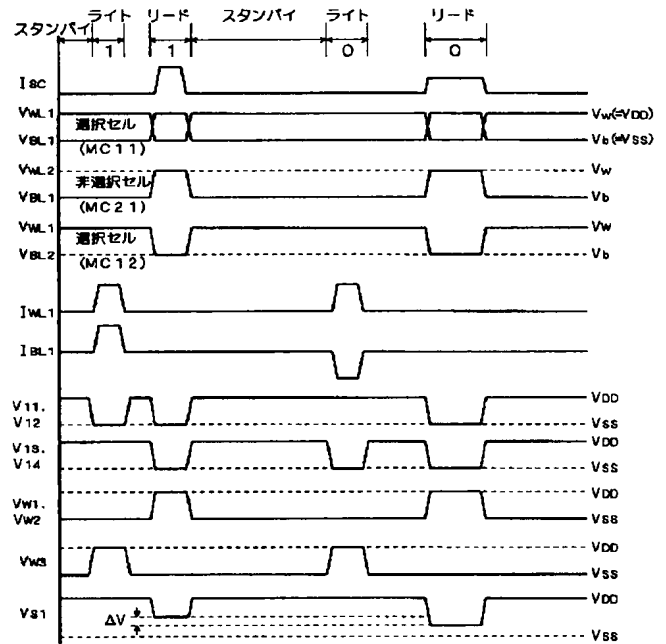 スタンバイ ライト リード スタンバイ ライト リード
1 1 0 0
ISC
VWL1 選択セル VW(=VDD)
VBL1 (MC11) Vb(=VSS)
VWL2 非選択セル VW
VBL1 (MC21) Vb
VWL1 選択セル VW
VBL2 (MC12) Vb
IWL1
IBL1
V11. VDD
V12 VSS
V13. VDD
V14 VSS
VW1. VDD
VW2 VSS
VW3 VDD
VSS
VS1 VDD
ΔV
VSS